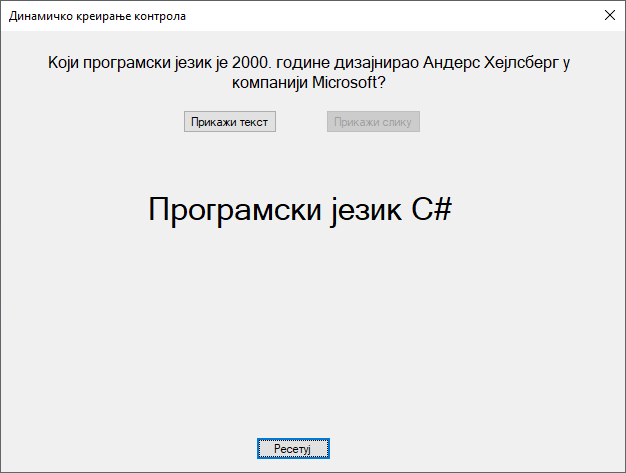 Динамичко креирање контрола
Који програмски језик је 2000. године дизајнирао Андерс Хејлсберг у
компанији Microsoft?
Прикажи текст
Прикажи слику
Програмски језик C#
Ресетуј